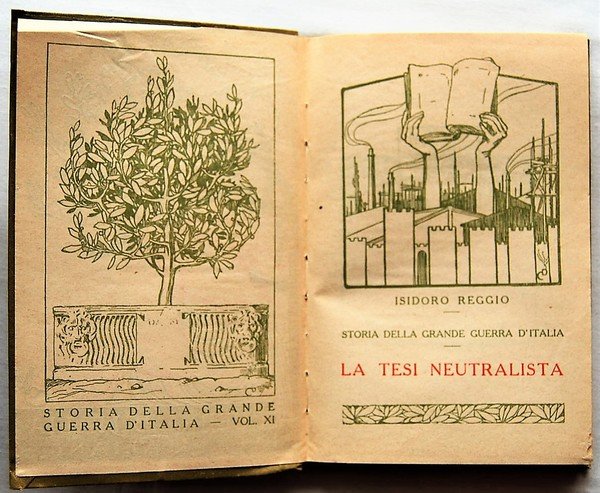 STORIA DELLA GRANDE
GUERRA D'ITALIA — VOL. XI
ISIDORO REGGIO
STORIA DELLA GRANDE GUERRA D'ITALIA
LA TESI NEUTRALISTA